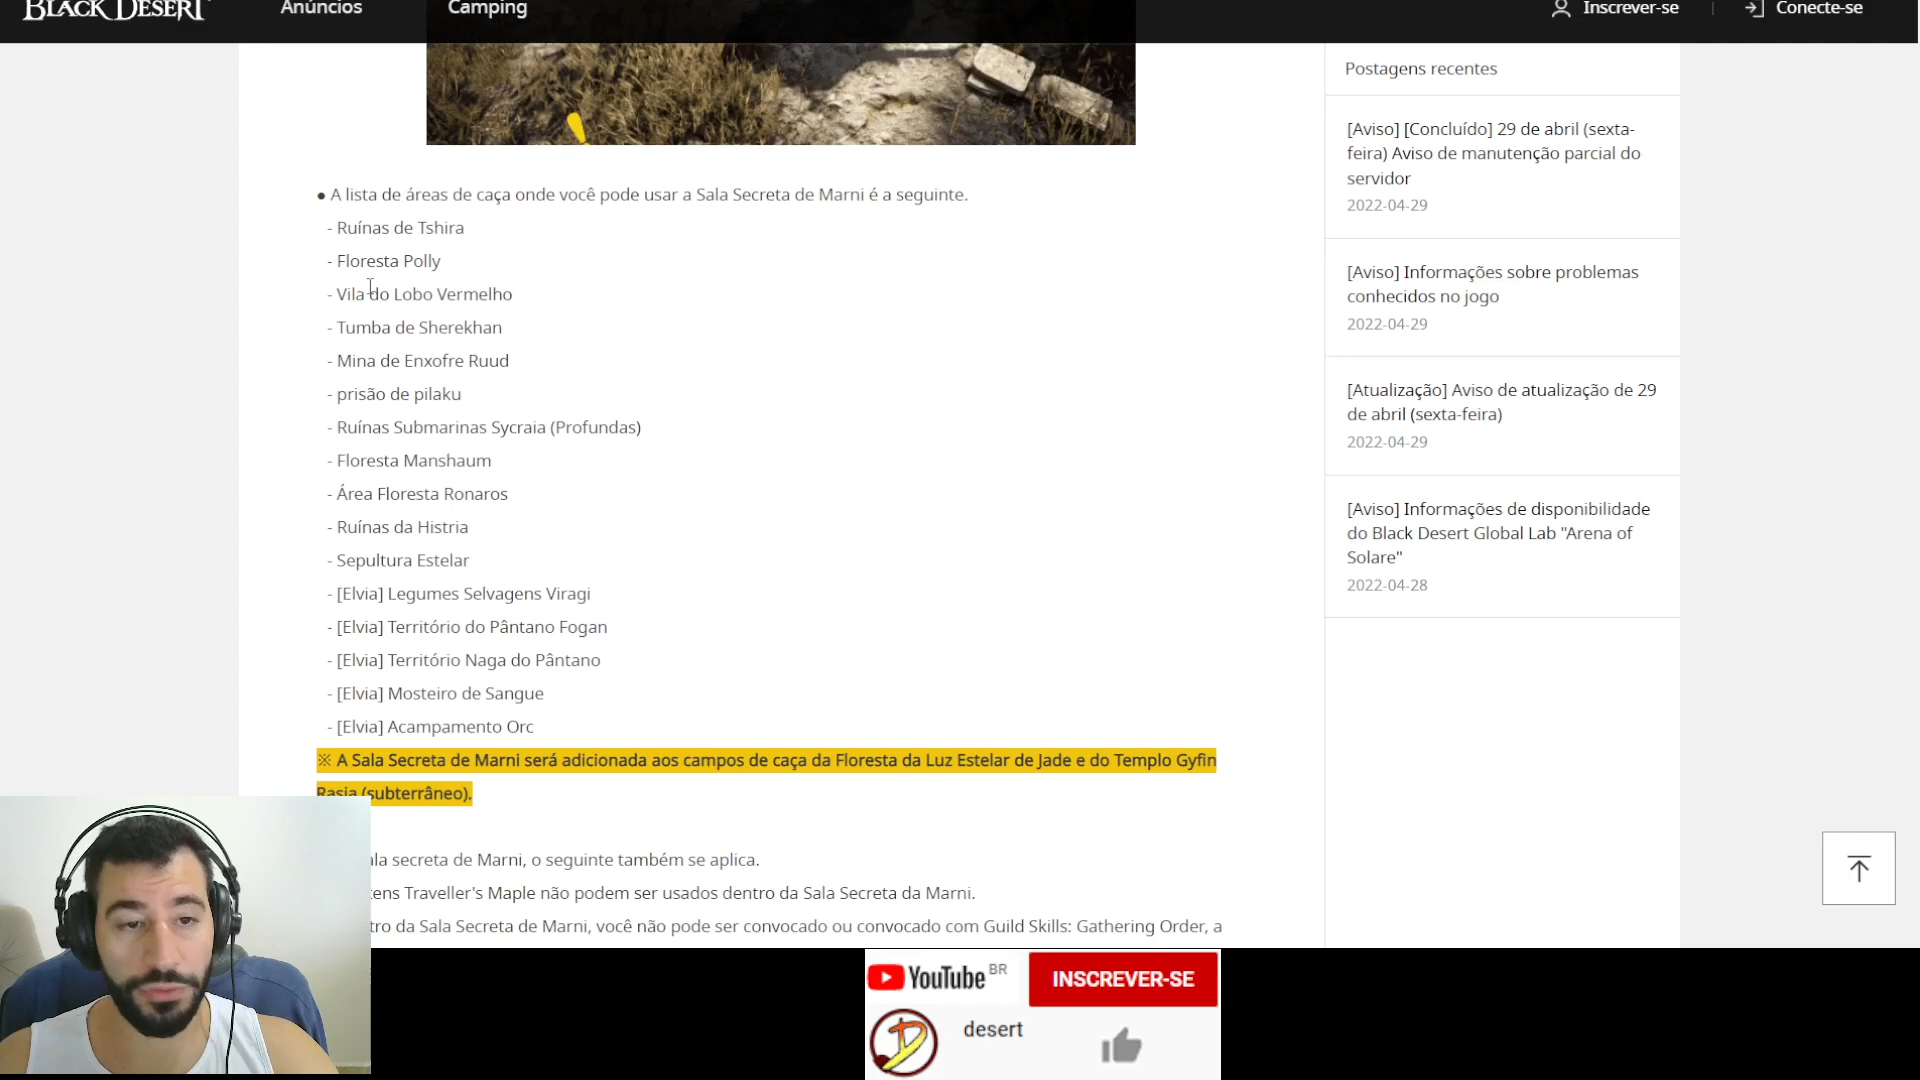 BLACK DESERT
Anúncios
Camping
Inscrever-se
Conecte-se
● A lista de áreas de caça onde você pode usar a Sala Secreta de Marni é a seguinte.
- Ruínas de Tshira
- Floresta Polly
- Vila do Lobo Vermelho
- Tumba de Sherekhan
- Mina de Enxofre Ruud
- prisão de pilaku
- Ruínas Submarinas Sycraia (Profundas)
- Floresta Manshaum
- Área Floresta Ronaros
- Ruínas da Histria
- Sepultura Estelar
- [Elvia] Legumes Selvagens Viragi
- [Elvia] Território do Pântano Fogan
- [Elvia] Território Naga do Pântano
- [Elvia] Mosteiro de Sangue
- [Elvia] Acampamento Orc
※ A Sala Secreta de Marni será adicionada aos campos de caça da Floresta da Luz Estelar de Jade e do Templo Gyfin
Rasia (subterrâneo).
secreta de Marni, o seguinte também se aplica.
Traveller's Maple não podem ser usados dentro da Sala Secreta da Marni.
da Sala Secreta de Marni, você não pode ser convocado ou convocado com Guild Skills: Gathering Order, a
Postagens recentes
[Aviso] [Concluído] 29 de abril (sexta-
feira) Aviso de manutenção parcial do
servidor
2022-04-29
[Aviso] Informações sobre problemas
conhecidos no jogo
2022-04-29
[Atualização] Aviso de atualização de 29
de abril (sexta-feira)
2022-04-29
[Aviso] Informações de disponibilidade
do Black Desert Global Lab "Arena of
Solare"
2022-04-28
YouTube BR
INSCREVER-SE
desert